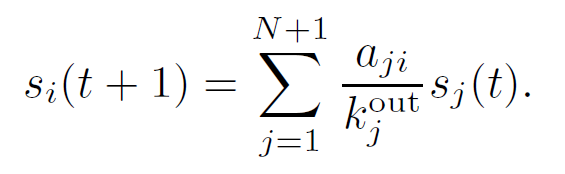 s_i(t + 1) = \sum_{j=1}^{N+1} \frac{a_{ji}}{k_j^{\text{out}}} s_j(t).